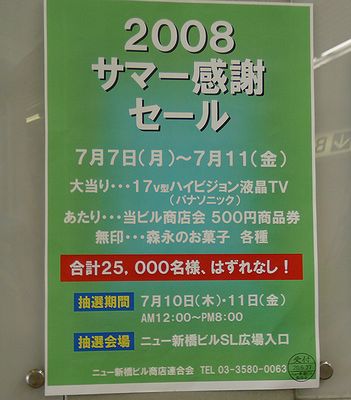 2008
サマー感謝
セール
7月7日(月)～7月11(金)
大当り･･･17v型ハイビジョン液晶TV
(パナソニック)
あたり･･･当ビル商店会 500円商品券
無印･･･森永のお菓子 各種
合計25,000名様、はずれなし！
抽選期間 7月10日(木)・11日(金)
AM12:00～PM8:00
抽選会場 ニュー新橋ビルSL広場入口
ニュー新橋ビル商店連合会 TEL 03-3580-0063
受付